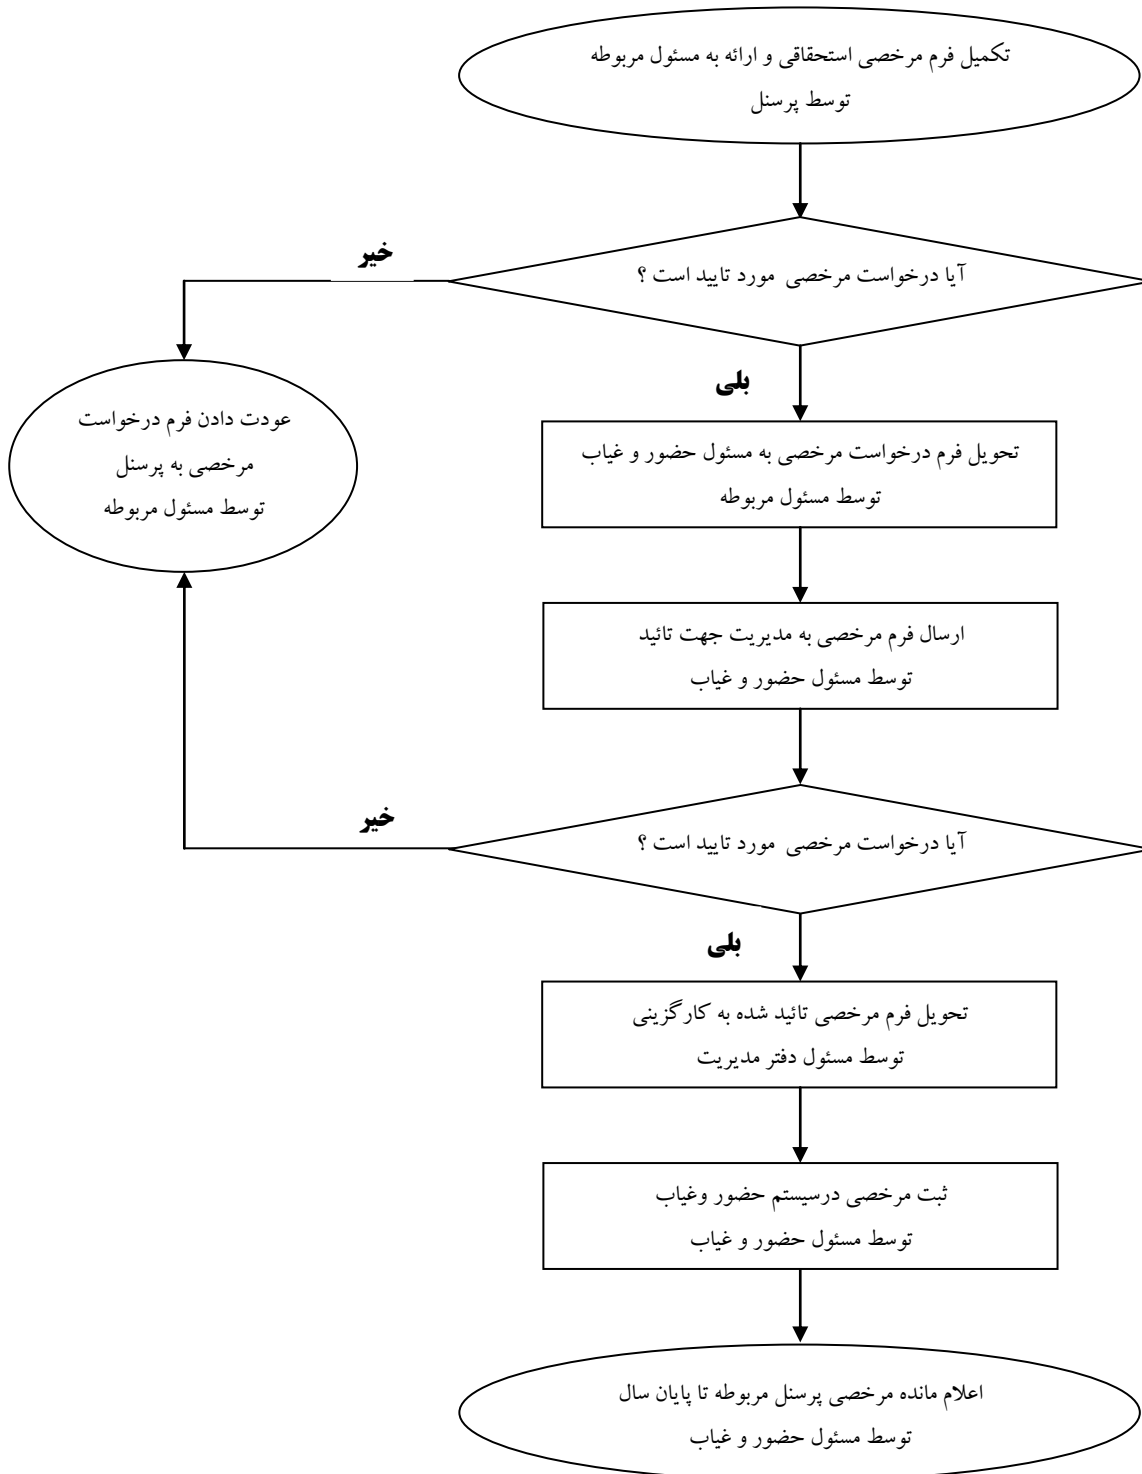 تکمیل فرم مرخصی استحقاقی و ارائه به مسئول مربوطه
توسط پرسنل
خیر
آیا درخواست مرخصی مورد تایید است ؟
بلی
عودت دادن فرم درخواست
مرخصی به پرسنل
توسط مسئول مربوطه
تحویل فرم درخواست مرخصی به مسئول حضور و غیاب
توسط مسئول مربوطه
ارسال فرم مرخصی به مدیریت جهت تائید
توسط مسئول حضور و غیاب
خیر
آیا درخواست مرخصی مورد تایید است ؟
بلی
تحویل فرم مرخصی تائید شده به کارگزینی
توسط مسئول دفتر مدیریت
ثبت مرخصی درسیستم حضور وغیاب
توسط مسئول حضور و غیاب
اعلام مانده مرخصی پرسنل مربوطه تا پایان سال
توسط مسئول حضور و غیاب